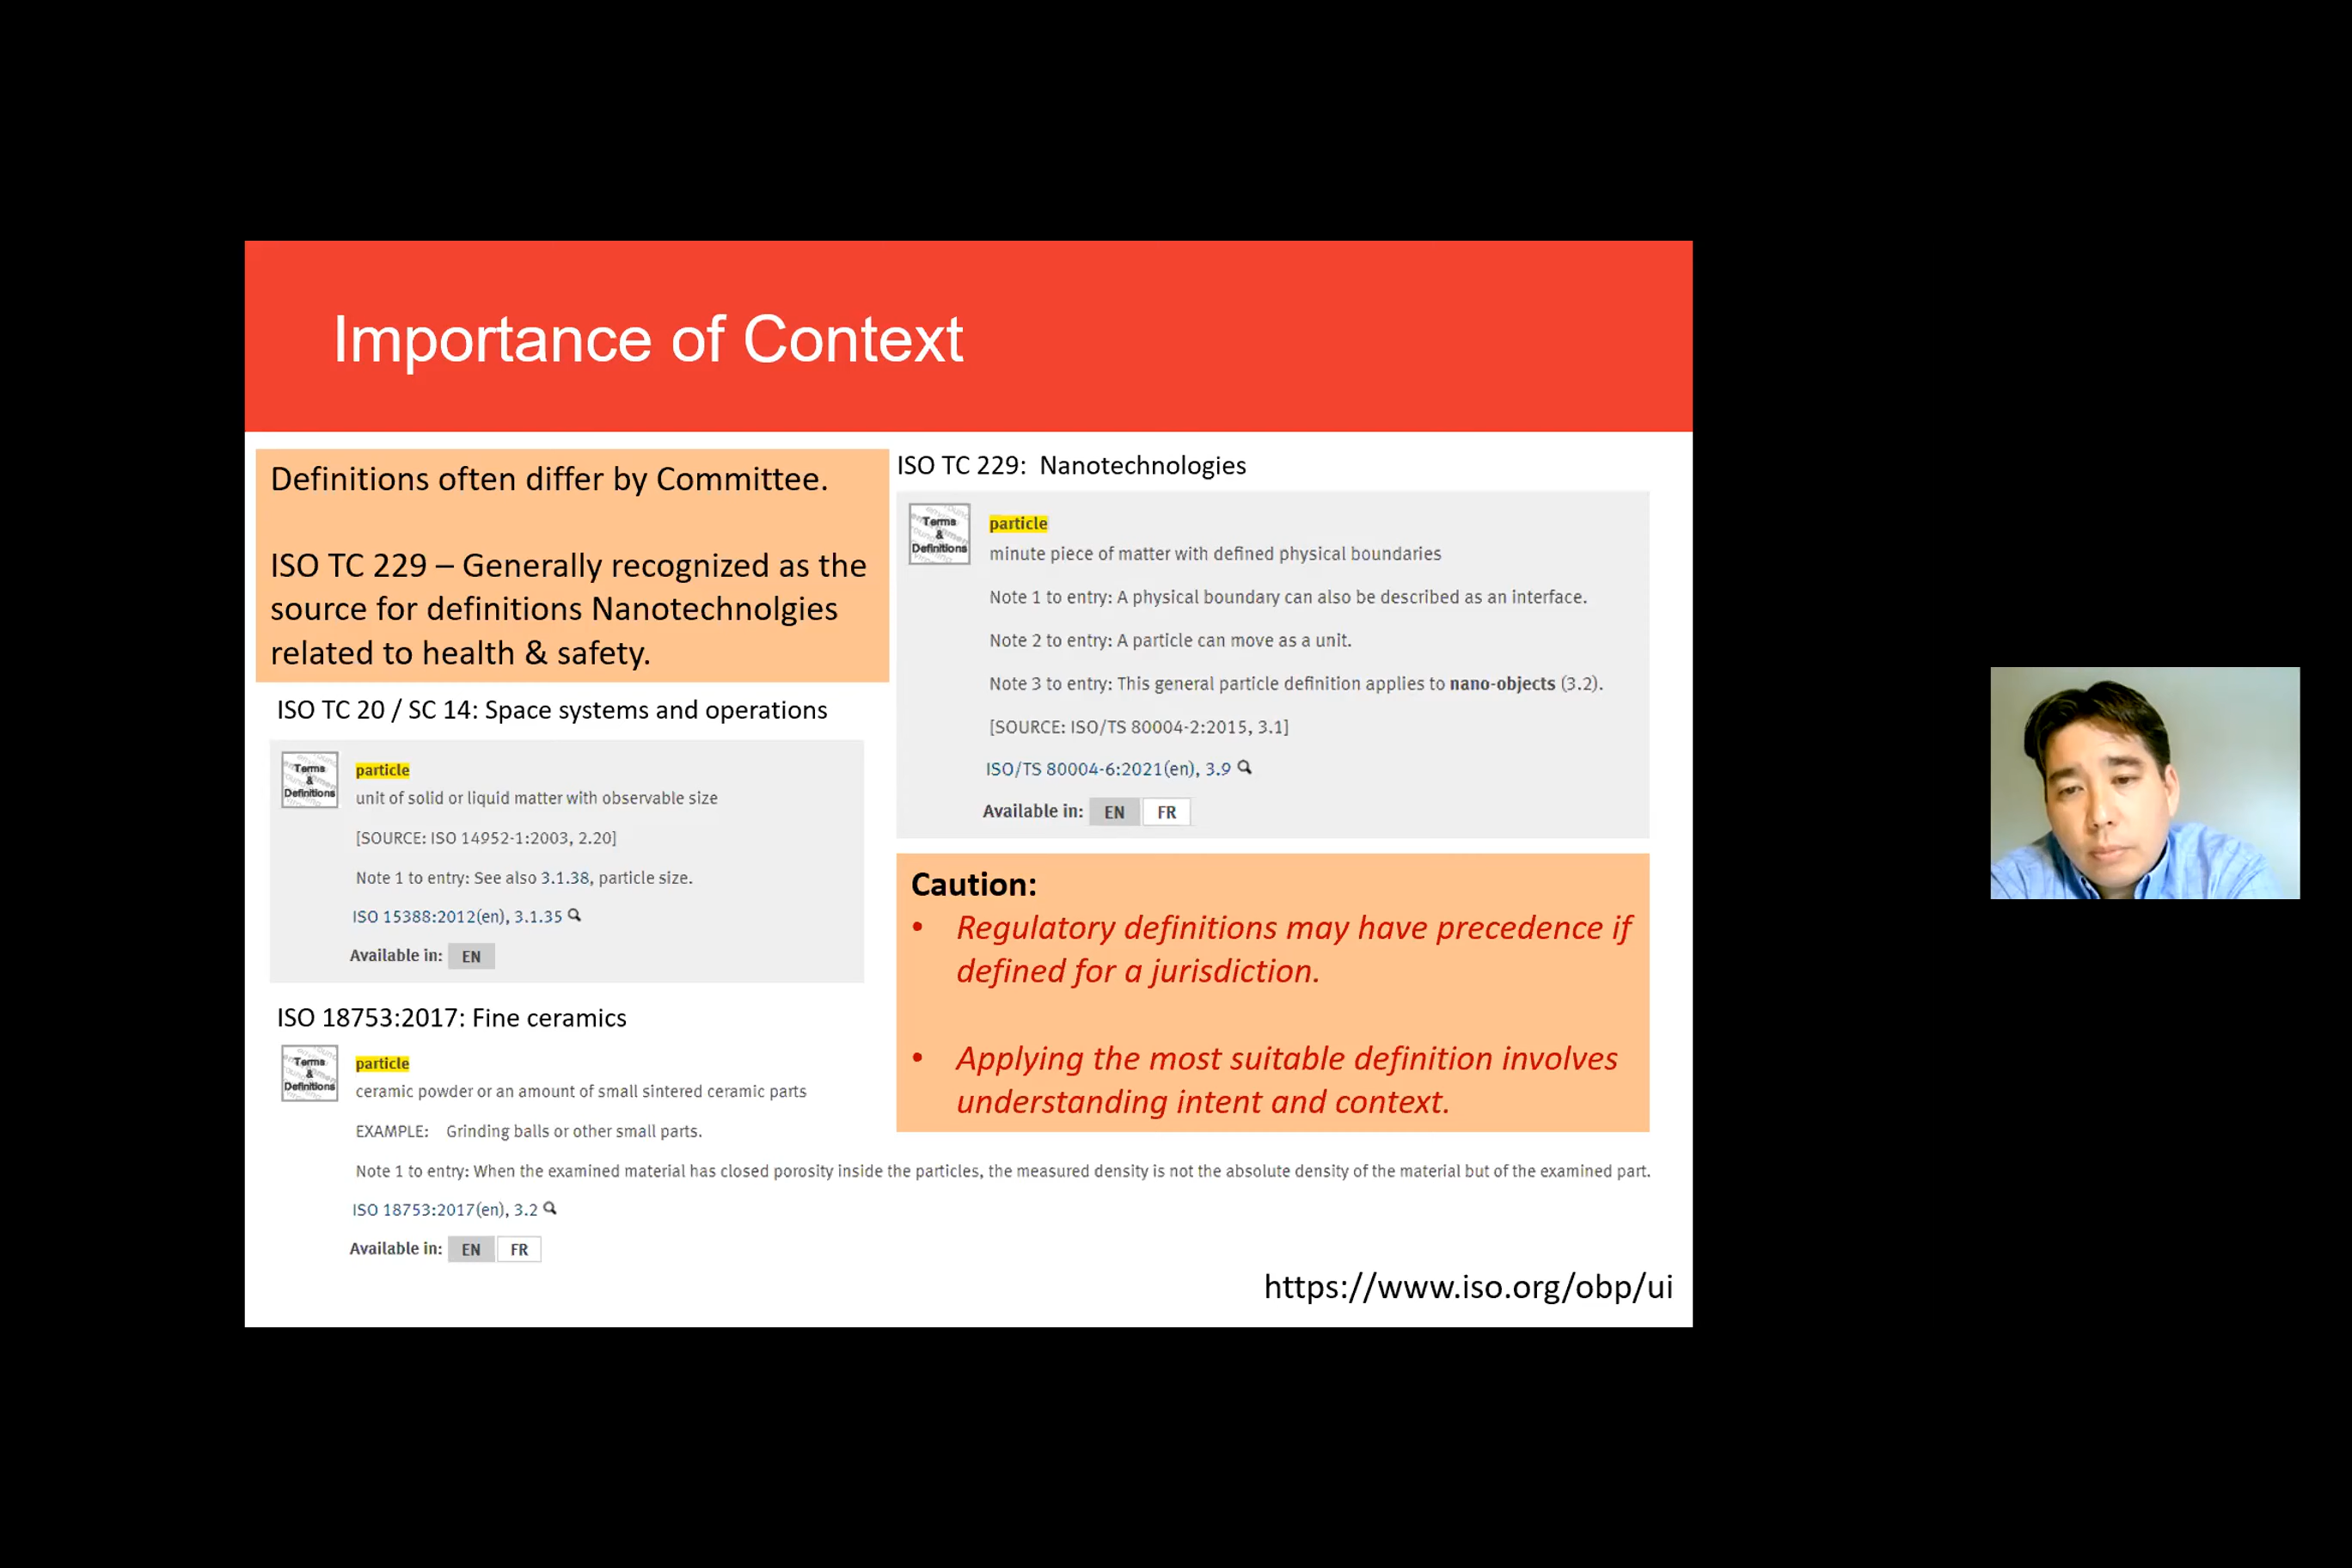 Importance of Context
Definitions often differ by Committee.
ISO TC 229 – Generally recognized as the
source for definitions Nanotechnolgies
related to health & safety.
ISO TC 20 / SC 14: Space systems and operations
Terms
&
Definitions
particle
unit of solid or liquid matter with observable size
[SOURCE: ISO 14952-1:2003, 2.20]
Note 1 to entry: See also 3.1.38, particle size.
ISO 15388:2012(en), 3.1.35
Available in: EN
ISO 18753:2017: Fine ceramics
Terms
&
Definitions
particle
ceramic powder or an amount of small sintered ceramic parts
EXAMPLE: Grinding balls or other small parts.
Note 1 to entry: When the examined material has closed porosity inside the particles, the measured density is not the absolute density of the material but of the examined part.
ISO 18753:2017(en), 3.2
Available in: EN FR
ISO TC 229: Nanotechnologies
Terms
&
Definitions
particle
minute piece of matter with defined physical boundaries
Note 1 to entry: A physical boundary can also be described as an interface.
Note 2 to entry: A particle can move as a unit.
Note 3 to entry: This general particle definition applies to nano-objects (3.2).
[SOURCE: ISO/TS 80004-2:2015, 3.1]
ISO/TS 80004-6:2021(en), 3.9
Available in: EN FR
Caution:
• Regulatory definitions may have precedence if
defined for a jurisdiction.
• Applying the most suitable definition involves
understanding intent and context.
https://www.iso.org/obp/ui